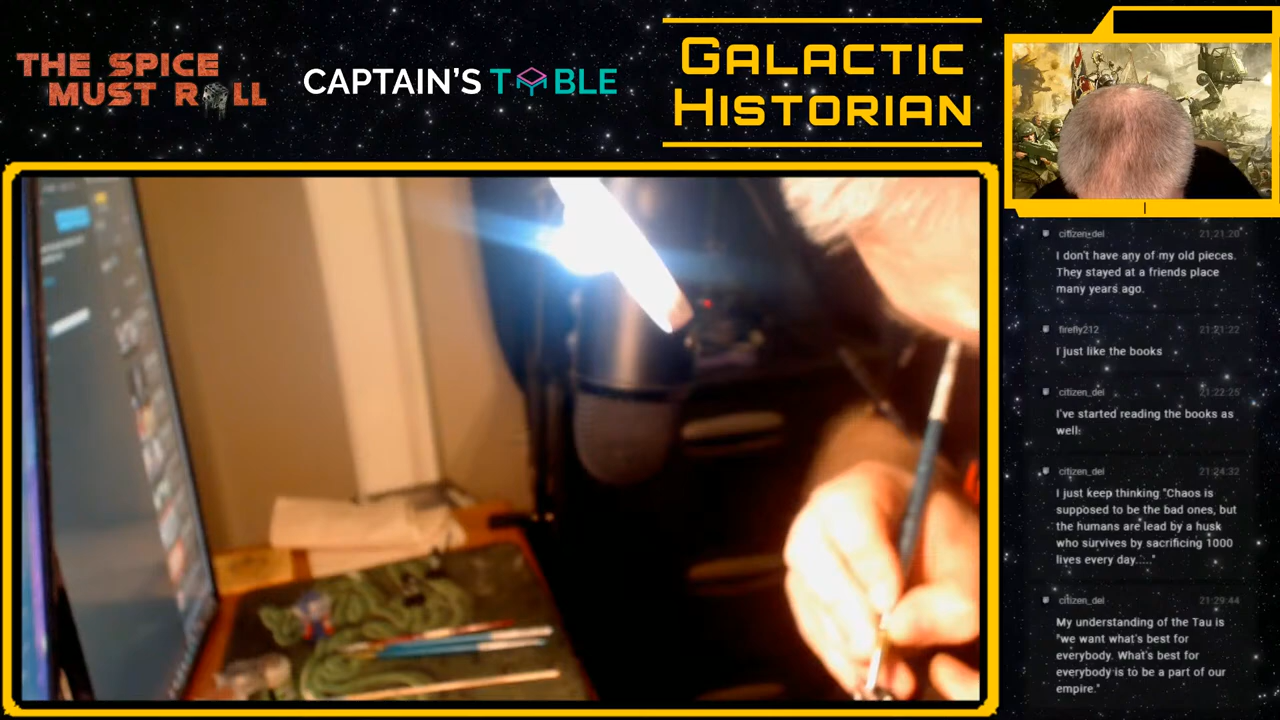 THE SPICE
MUST ROLL
CAPTAIN'S TABLE
GALACTIC
HISTORIAN
citizen_del 21:21:20
I don't have any of my old pieces.
They stayed at a friends place
many years ago.
firefly212 21:21:22
I just like the books
citizen_del 21:22:25
I've started reading the books as
well.
citizen_del 21:24:32
I just keep thinking "Chaos is
supposed to be the bad ones, but
the humans are lead by a husk
who survives by sacrificing 1000
lives every day....."
citizen_del 21:29:44
My understanding of the Tau is
"we want what's best for
everybody. What's best for
everybody is to be a part of our
empire."